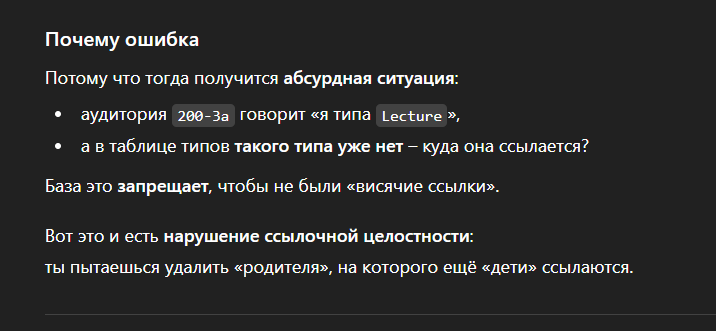 Почему ошибка
Потому что тогда получится абсурдная ситуация:
• аудитория 200-3а говорит «я типа Lecture»,
• а в таблице типов такого типа уже нет – куда она ссылается?
База это запрещает, чтобы не были «висячие ссылки».
Вот это и есть нарушение ссылочной целостности:
ты пытаешься удалить «родителя», на которого ещё «дети» ссылаются.